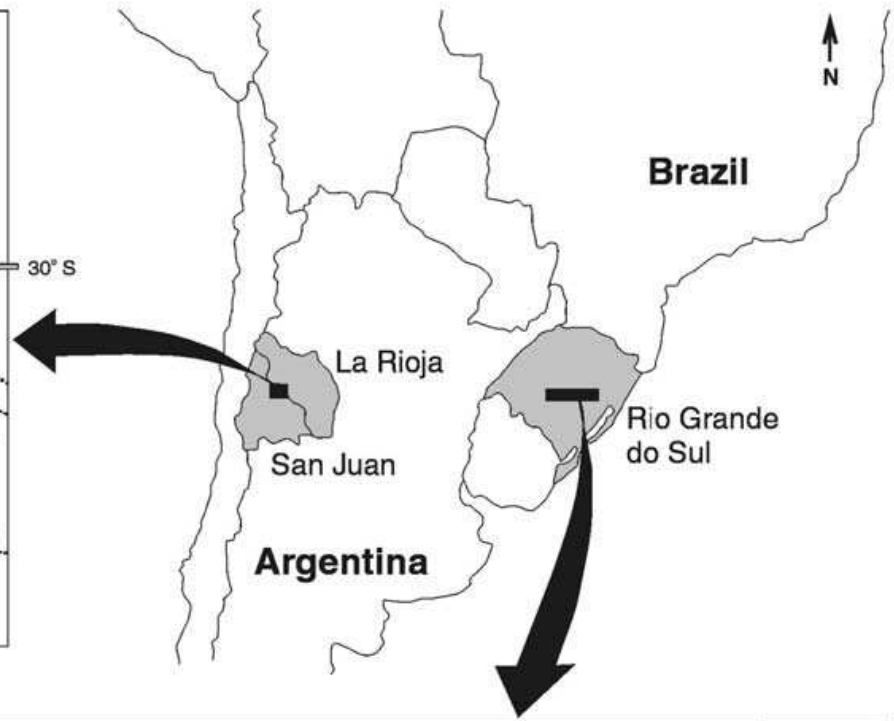 N
Brazil
30° S
La Rioja
Rio Grande
do Sul
San Juan
Argentina